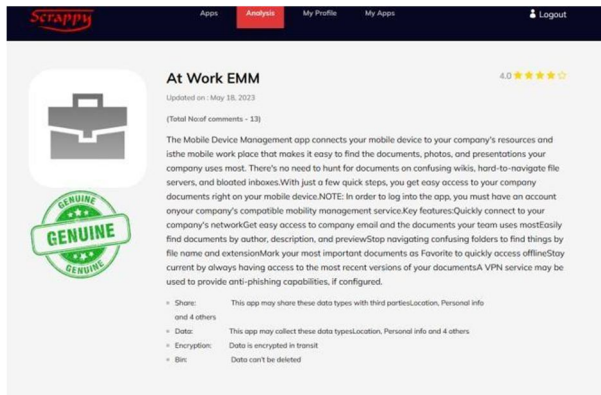 Scrappy
Apps Analysis My Profile My Apps Logout
At Work EMM
4.0
Updated on : May 18, 2023
(Total No:of comments - 13)
The Mobile Device Management app connects your mobile device to your company's resources and
isthe mobile work place that makes it easy to find the documents, photos, and presentations your
company uses most. There's no need to hunt for documents on confusing wikis, hard-to-navigate file
servers, and bloated inboxes.With just a few quick steps, you get easy access to your company
documents right on your mobile device.NOTE: In order to log into the app, you must have an account
onyour company's compatible mobility management service.Key features:Quickly connect to your
company's networkGet easy access to company email and the documents your team uses mostEasily
find documents by author, description, and previewStop navigating confusing folders to find things by
file name and extensionMark your most important documents as Favorite to quickly access offlineStay
current by always having access to the most recent versions of your documentsA VPN service may be
used to provide anti-phishing capabilities, if configured.
GENUINE
GENUINE
GENUINE
Share: This app may share these data types with third partiesLocation, Personal info
and 4 others
Data: This app may collect these data typesLocation, Personal info and 4 others
Encryption: Data is encrypted in transit
Bin: Data can't be deleted